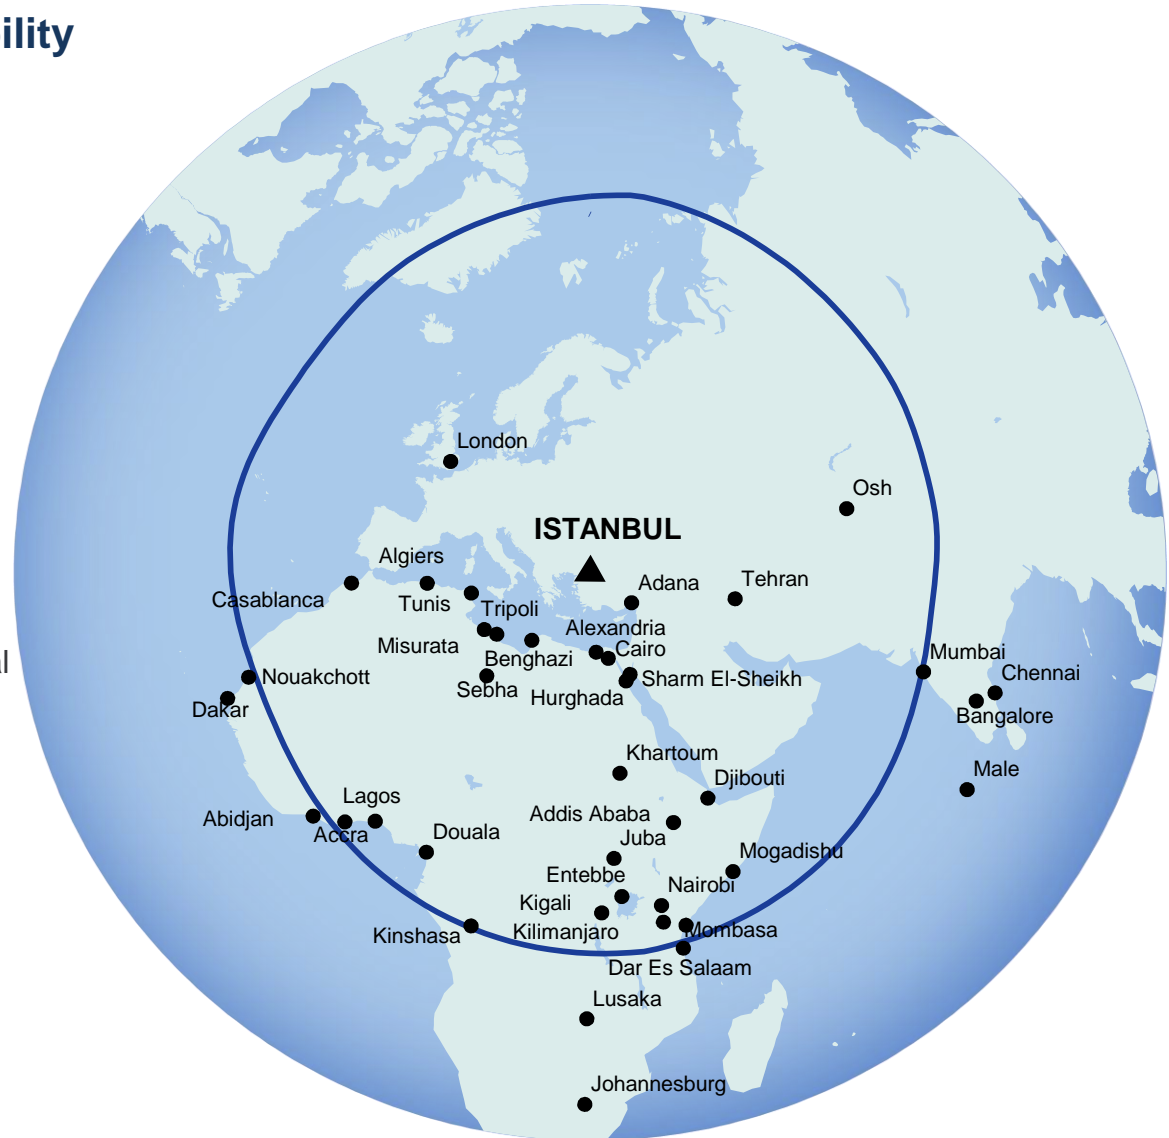 ility
London
Osh
ISTANBUL
Algiers
Adana
Tehran
Casablanca
Tunis
Tripoli
Alexandria
Misurata
Benghazi
Cairo
Mumbai
al
Nouakchott
Sebha
Hurghada
Sharm El-Sheikh
Chennai
Dakar
Bangalore
Khartoum
Male
Djibouti
Lagos
Abidjan
Accra
Addis Ababa
Douala
Juba
Mogadishu
Entebbe
Nairobi
Kigali
Kinshasa
Kilimanjaro
Mombasa
Dar Es Salaam
Lusaka
Johannesburg